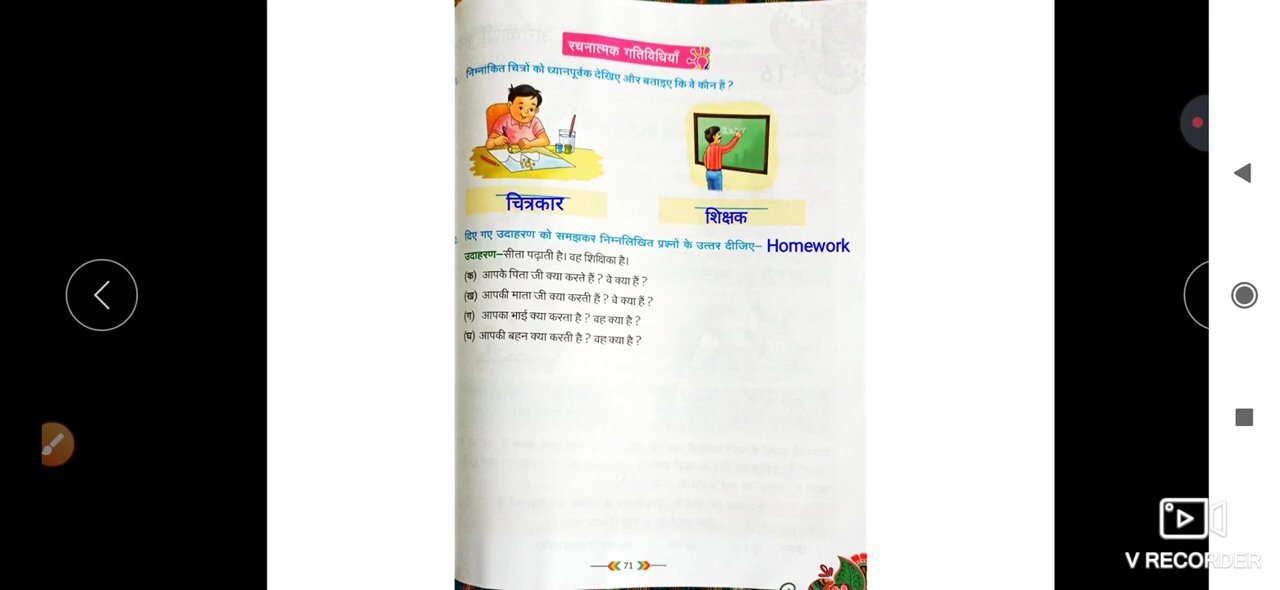 रचनात्मक गतिविधियाँ
निम्नांकित चित्रों को ध्यानपूर्वक देखिए और बताइए कि वे कौन हैं?
चित्रकार
शिक्षक
दिए गए उदाहरण को समझकर निम्नलिखित प्रश्नों के उत्तर दीजिए– Homework
उदाहरण–सीता पढ़ाती है। वह शिक्षिका है।
(क) आपके पिता जी क्या करते हैं? वे क्या हैं?
(ख) आपकी माता जी क्या करती हैं? वे क्या हैं?
(ग) आपका भाई क्या करता है? वह क्या है?
(घ) आपकी बहन क्या करती है? वह क्या है?
71
V RECORDER